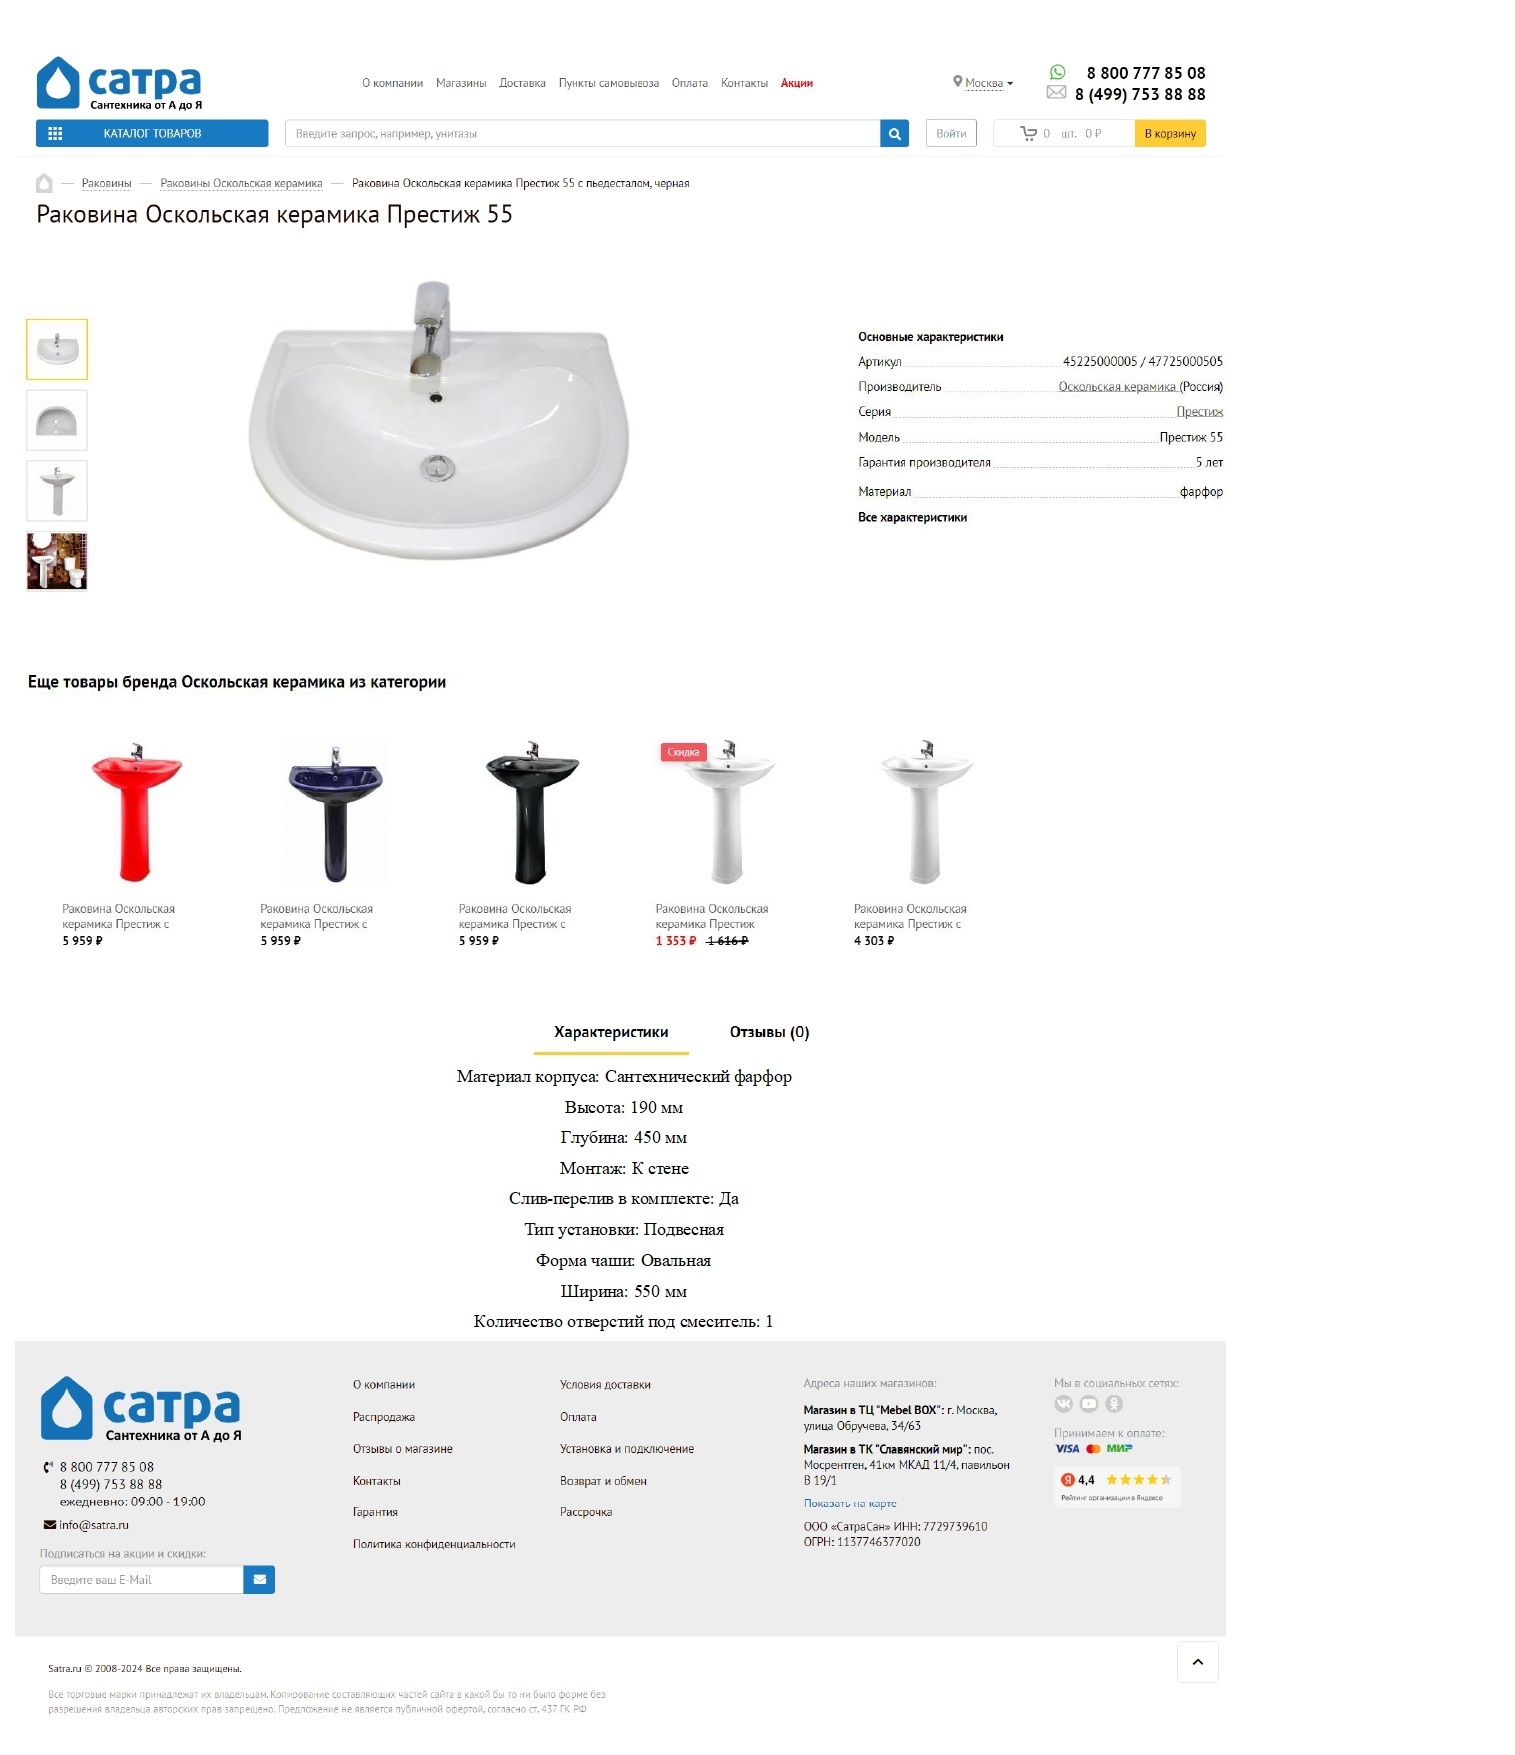 сатра
Сантехника от А до Я
О компании Магазины Доставка Пункты самовывоза Оплата Контакты Акции
Москва
8 800 777 85 08
8 (499) 753 88 88
КАТАЛОГ ТОВАРОВ
Введите запрос, например, унитазы
Войти
0 шт. 0 ₽
В корзину
Раковины — Раковины Оскольская керамика — Раковина Оскольская керамика Престиж 55 с пьедесталом, черная
Раковина Оскольская керамика Престиж 55
Основные характеристики
Артикул 45225000005 / 47725000505
Производитель Оскольская керамика (Россия)
Серия Престиж
Модель Престиж 55
Гарантия производителя 5 лет
Материал фарфор
Все характеристики
Еще товары бренда Оскольская керамика из категории
Скидка
Раковина Оскольская
керамика Престиж с
5 959 ₽
Раковина Оскольская
керамика Престиж с
5 959 ₽
Раковина Оскольская
керамика Престиж с
5 959 ₽
Раковина Оскольская
керамика Престиж
1 353 ₽ 1 616 ₽
Раковина Оскольская
керамика Престиж с
4 303 ₽
Характеристики Отзывы (0)
Материал корпуса: Сантехнический фарфор
Высота: 190 мм
Глубина: 450 мм
Монтаж: К стене
Слив-перелив в комплекте: Да
Тип установки: Подвесная
Форма чаши: Овальная
Ширина: 550 мм
Количество отверстий под смеситель: 1
сатра
Сантехника от А до Я
8 800 777 85 08
8 (499) 753 88 88
ежедневно: 09:00 - 19:00
info@satra.ru
Подписаться на акции и скидки:
Введите ваш E-Mail
О компании
Распродажа
Отзывы о магазине
Контакты
Гарантия
Политика конфиденциальности
Условия доставки
Оплата
Установка и подключение
Возврат и обмен
Рассрочка
Адреса наших магазинов:
Магазин в ТЦ "Mebel BOX": г. Москва,
улица Обручева, 34/63
Магазин в ТК "Славянский мир": пос.
Мосрентген, 41км МКАД 11/4, павильон
В 19/1
Показать на карте
ООО «СатраСан» ИНН: 7729739610
ОГРН: 1137746377020
Мы в социальных сетях:
Принимаем к оплате:
VISA МИР
Я 4,4
Рейтинг организации в Яндексе
Satra.ru © 2008-2024 Все права защищены.
Все торговые марки принадлежат их владельцам. Копирование составляющих частей сайта в какой бы то ни было форме без
разрешения владельца авторских прав запрещено. Предложение не является публичной офертой, согласно ст. 437 ГК РФ